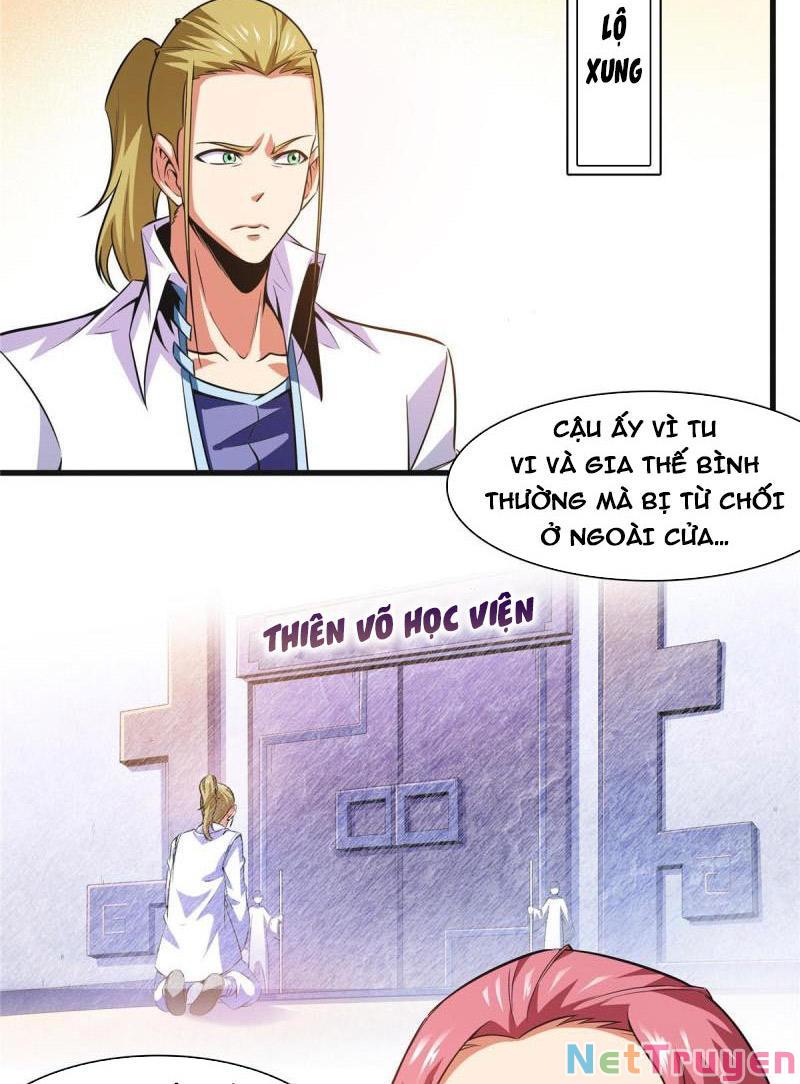 LỘ
XUNG
CẬU ẤY VÌ TU
VI VÀ GIA THẾ BÌNH
THƯỜNG MÀ BỊ TỪ CHỐI
Ở NGOÀI CỬA...
THIÊN VÕ HỌC VIỆN
NetTruyen